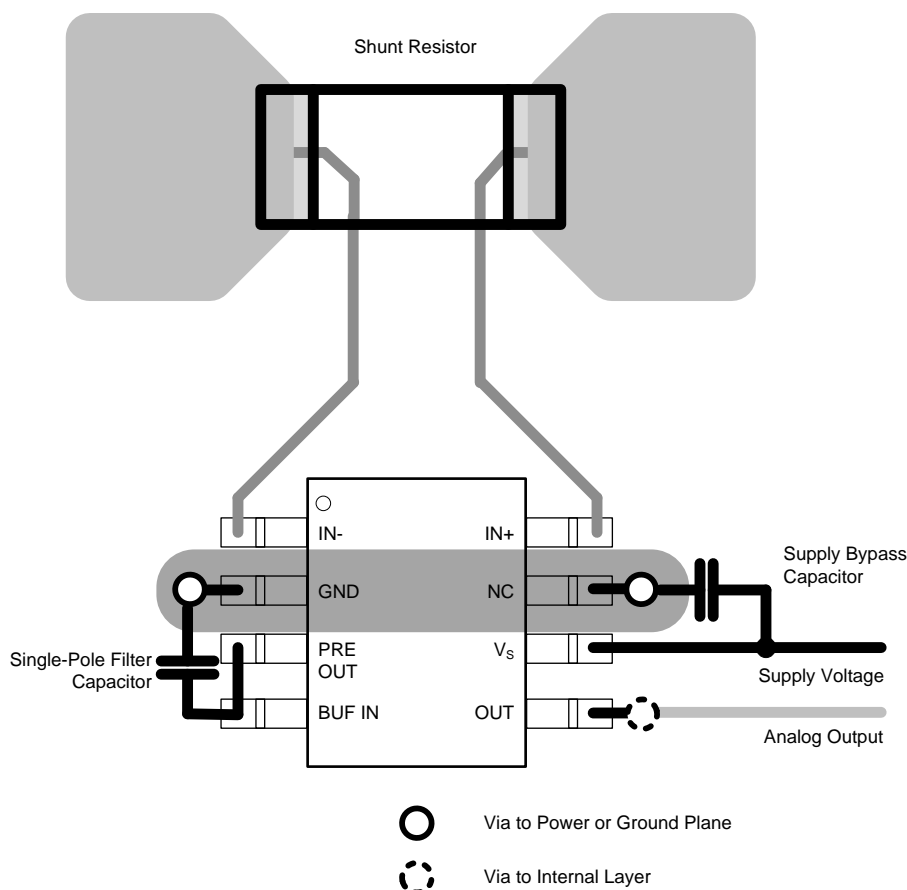 Shunt Resistor
IN-
IN+
GND
NC
Supply Bypass
Capacitor
PRE
OUT
VS
Single-Pole Filter
Capacitor
Supply Voltage
BUF IN
OUT
Analog Output
Via to Power or Ground Plane
Via to Internal Layer